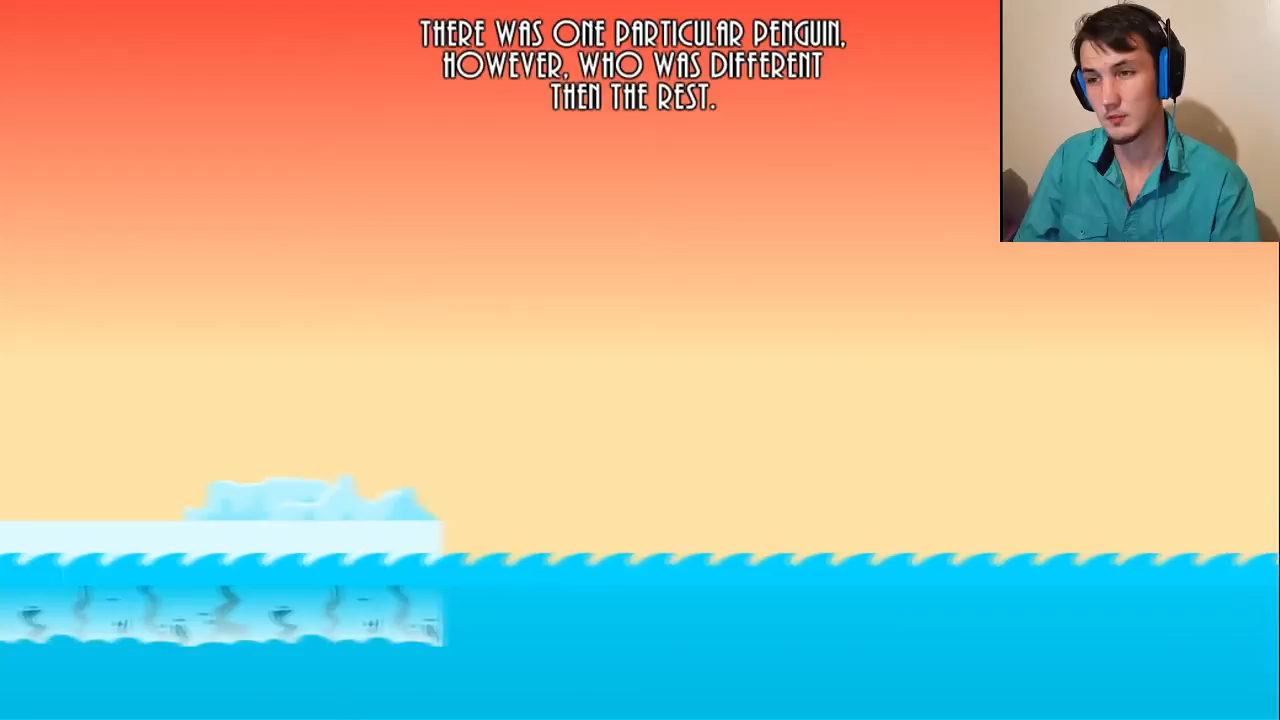 THERE WAS ONE PARTICULAR PENGUIN,
HOWEVER, WHO WAS DIFFERENT
THEN THE REST.